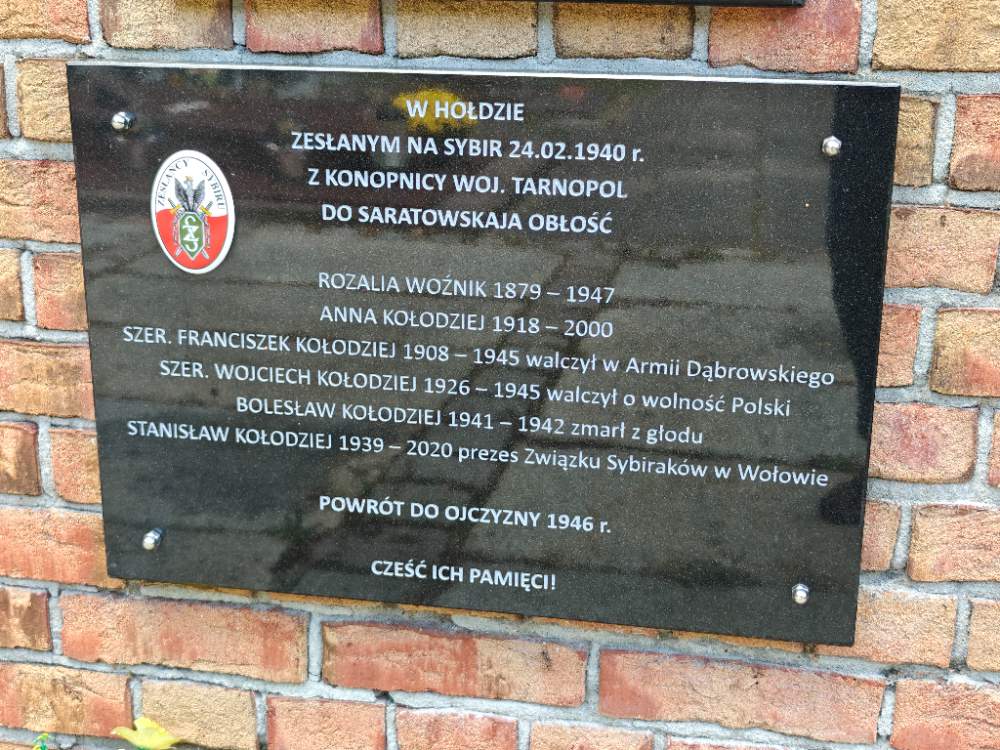 W HOŁDZIE
ZESŁANYM NA SYBIR 24.02.1940 r.
Z KONOPNICY WOJ. TARNOPOL
DO SARATOWSKAJA OBŁOŚĆ
ZESŁAŃCY SYBIRU
ROZALIA WOŹNIK 1879 – 1947
ANNA KOŁODZIEJ 1918 – 2000
SZER. FRANCISZEK KOŁODZIEJ 1908 – 1945 walczył w Armii Dąbrowskiego
SZER. WOJCIECH KOŁODZIEJ 1926 – 1945 walczył o wolność Polski
BOLESŁAW KOŁODZIEJ 1941 – 1942 zmarł z głodu
STANISŁAW KOŁODZIEJ 1939 – 2020 prezes Związku Sybiraków w Wołowie
POWRÓT DO OJCZYZNY 1946 r.
CZEŚĆ ICH PAMIĘCI!